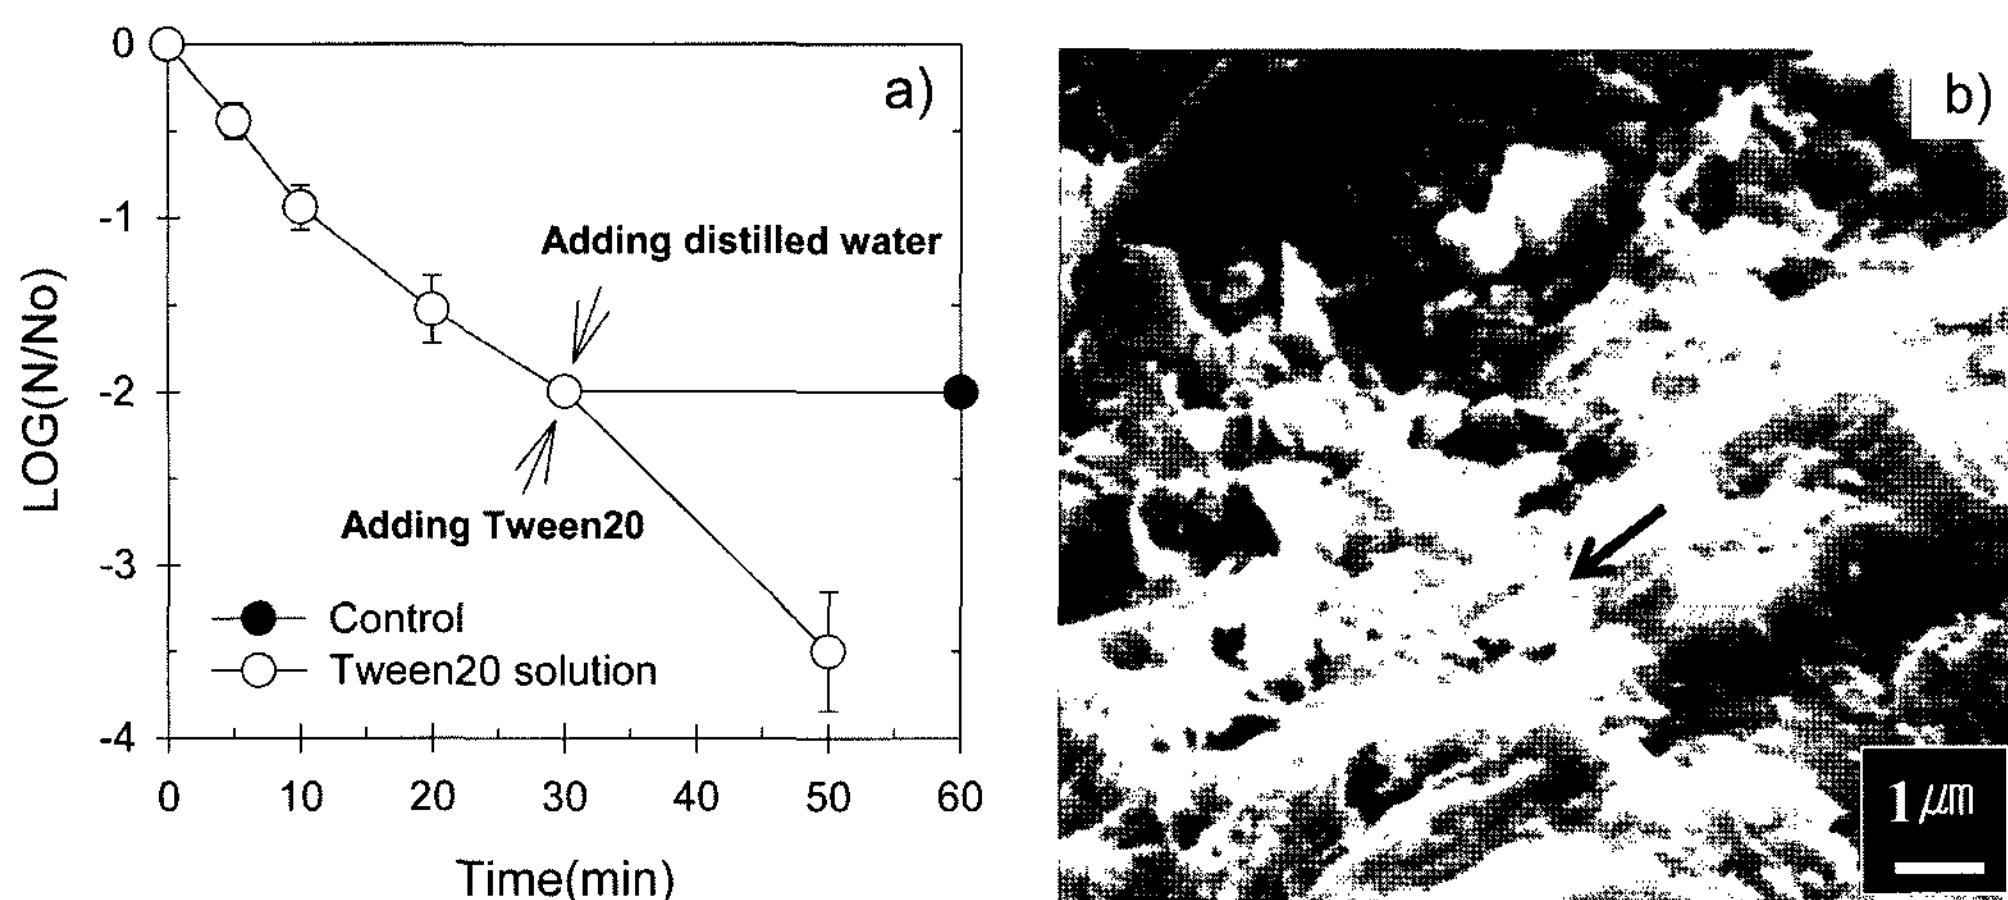 a)
0
-1
-2
-3
-4
LOG(N/No)
Adding distilled water
Adding Tween20
Control
Tween20 solution
0 10 20 30 40 50 60
Time(min)
b)
1 μm